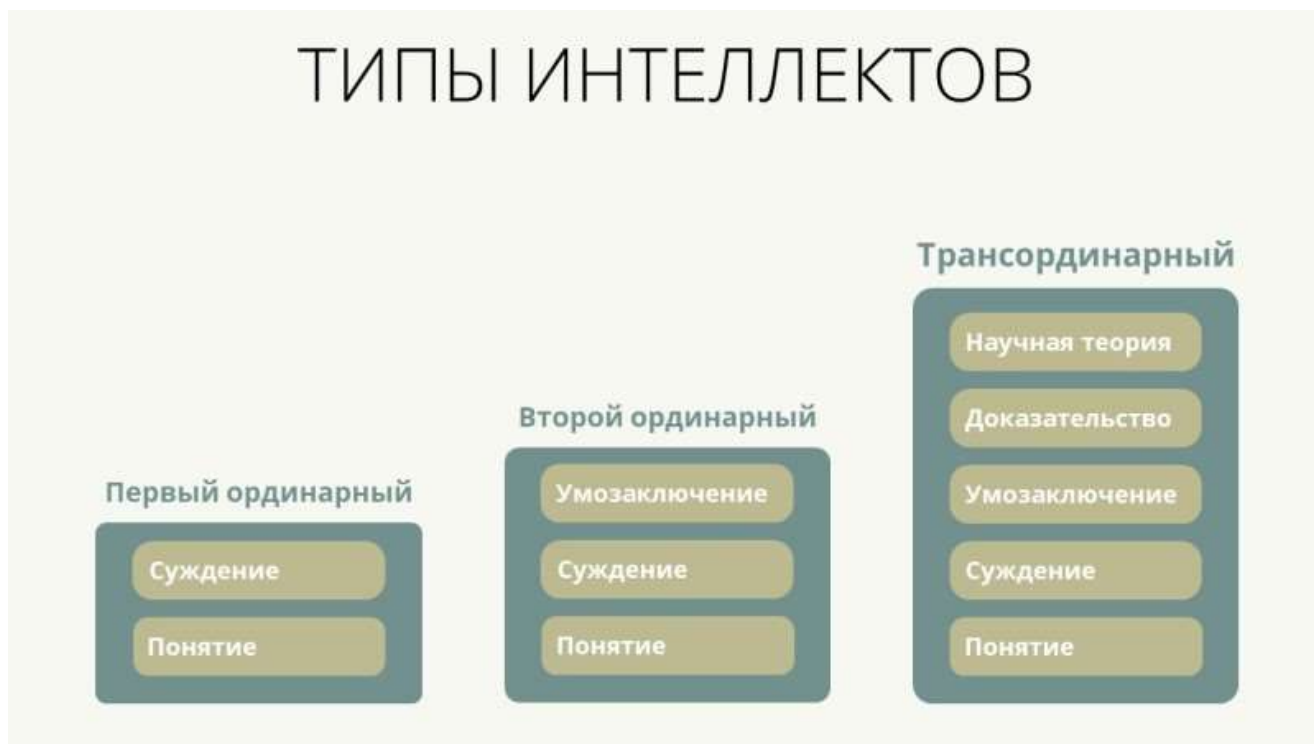 ТИПЫ ИНТЕЛЛЕКТОВ
Первый ординарный
Суждение
Понятие
Второй ординарный
Умозаключение
Суждение
Понятие
Трансординарный
Научная теория
Доказательство
Умозаключение
Суждение
Понятие